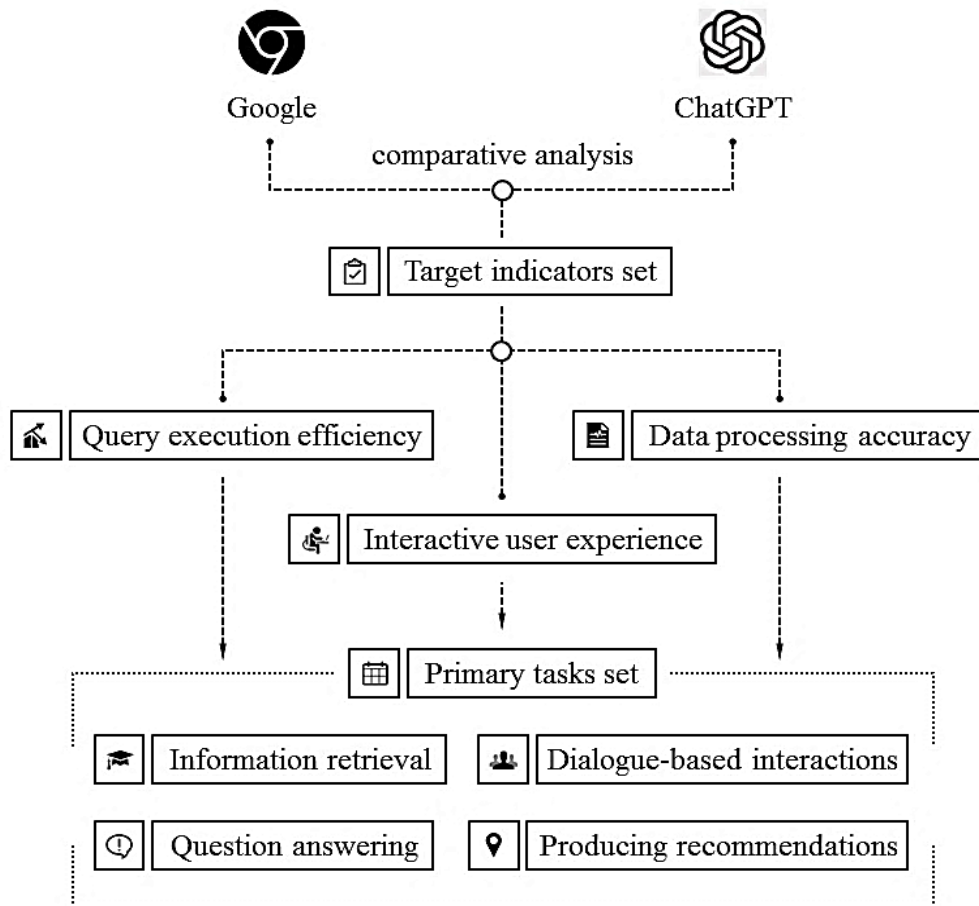 Google
ChatGPT
comparative analysis
Target indicators set
Query execution efficiency
Data processing accuracy
Interactive user experience
Primary tasks set
Information retrieval
Dialogue-based interactions
Question answering
Producing recommendations